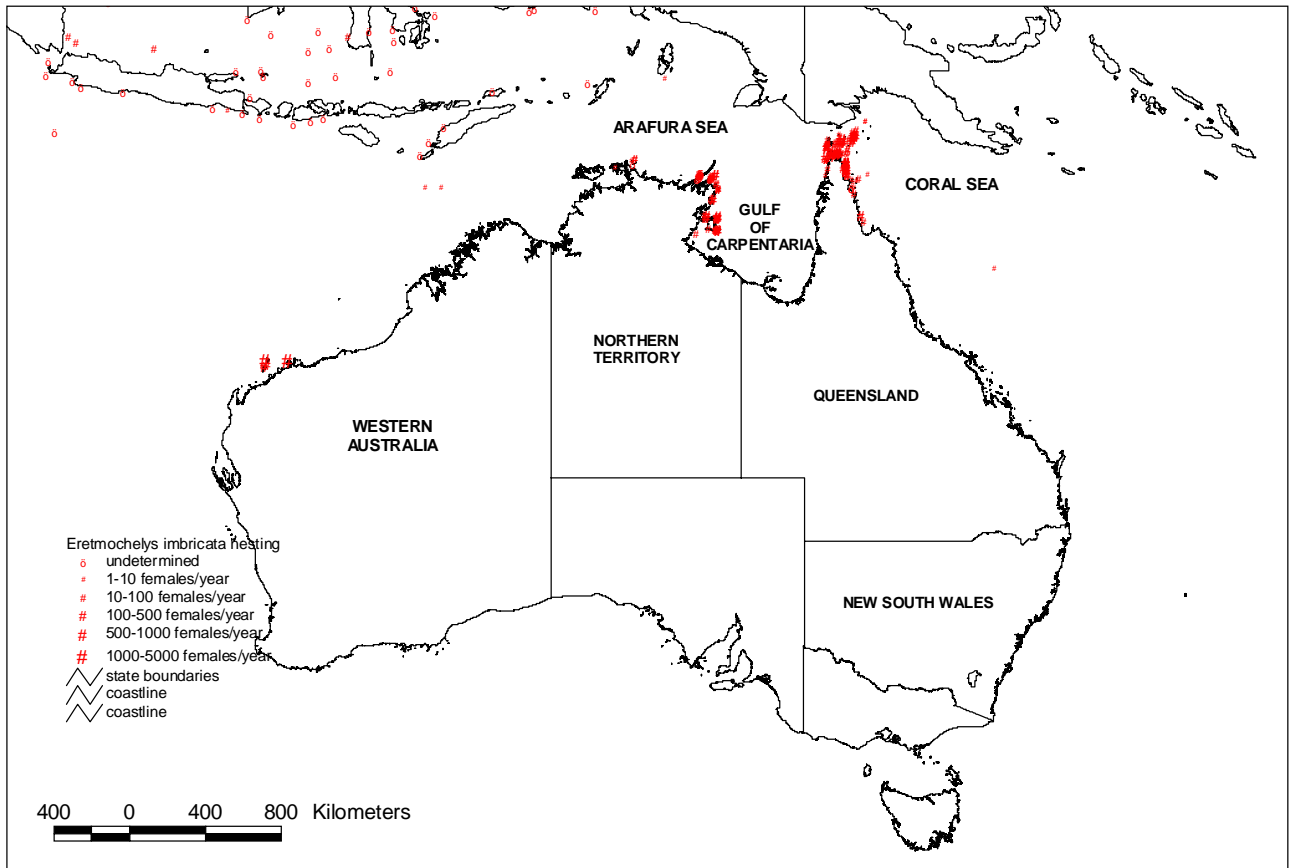 ARAFURA SEA
CORAL SEA
GULF
OF
CARPENTARIA
NORTHERN
TERRITORY
QUEENSLAND
WESTERN
AUSTRALIA
Eretmochelys imbricata nesting
ö undetermined
# 1-10 females/year
# 10-100 females/year
# 100-500 females/year
# 500-1000 females/year
# 1000-5000 females/year
state boundaries
coastline
coastline
NEW SOUTH WALES
400 0 400 800 Kilometers